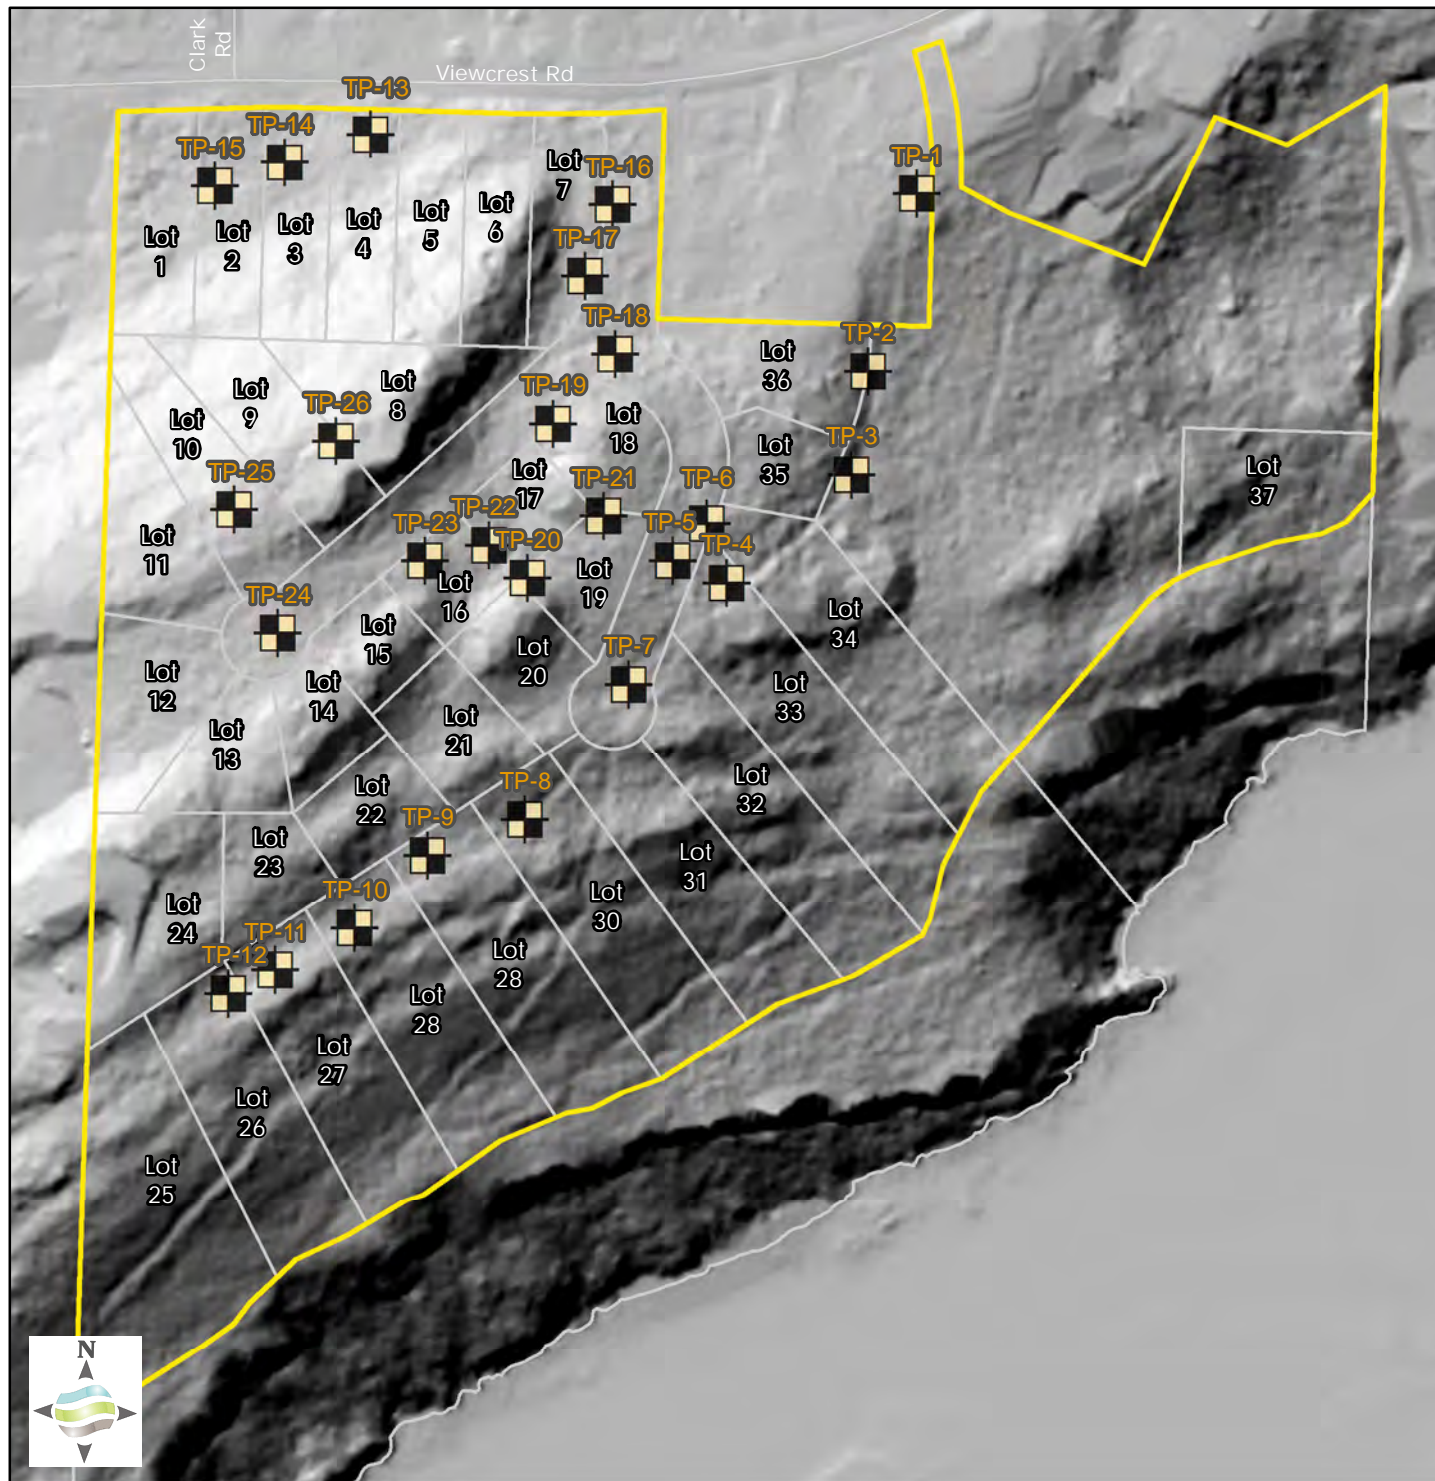 Clark
Rd
Viewcrest Rd
TP-13
TP-14
TP-15
TP-1
Lot
7
TP-16
Lot
1
Lot
2
Lot
3
Lot
4
Lot
5
Lot
6
TP-17
TP-18
TP-2
Lot
36
Lot
9
Lot
8
TP-19
Lot
10
TP-26
Lot
18
TP-3
Lot
35
TP-25
Lot
17
TP-21
TP-6
Lot
37
Lot
11
TP-23
TP-22
TP-20
TP-5
TP-4
Lot
16
Lot
19
TP-24
Lot
15
Lot
34
Lot
12
Lot
14
Lot
20
TP-7
Lot
33
Lot
13
Lot
21
Lot
22
TP-8
Lot
32
TP-9
Lot
23
Lot
31
Lot
24
TP-10
Lot
30
TP-11
TP-12
Lot
28
Lot
28
Lot
27
Lot
26
Lot
25
N